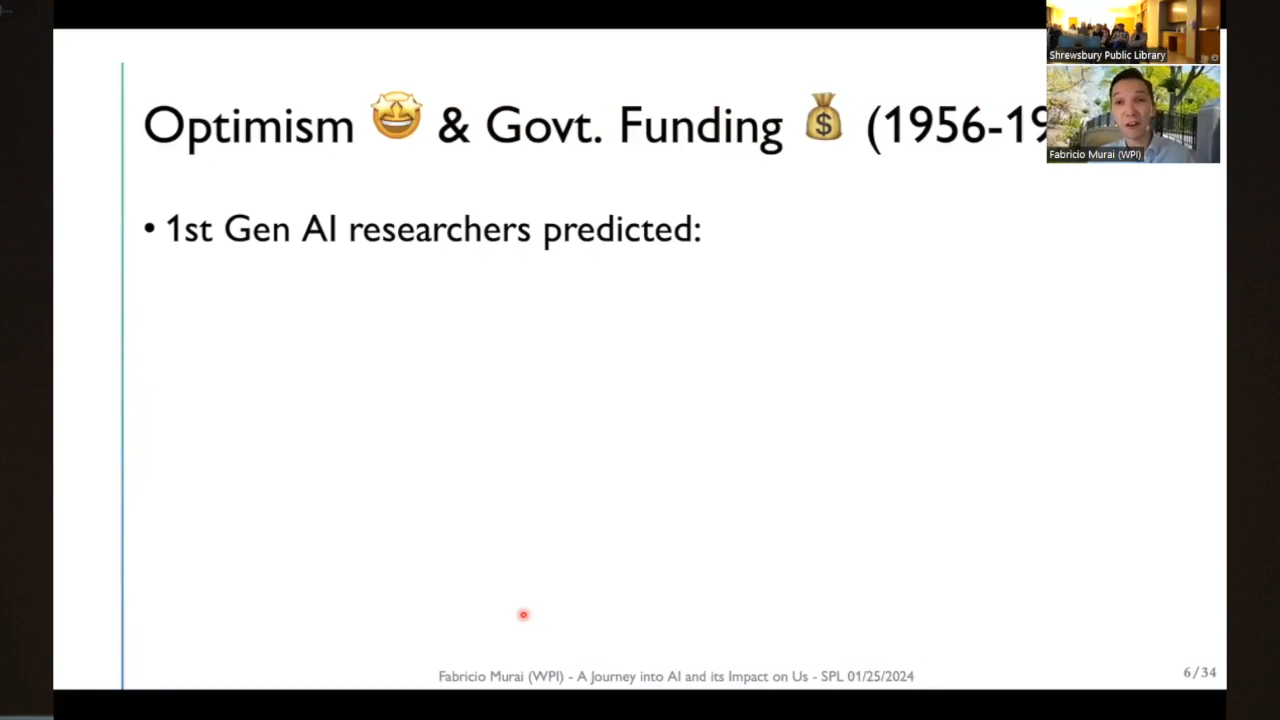 Shrewsbury Public Library
Optimism 🤩 & Govt. Funding 💰 (1956-19
Fabricio Murai (WPI)
• 1st Gen AI researchers predicted:
Fabricio Murai (WPI) - A Journey into AI and its Impact on Us - SPL 01/25/2024
6/34